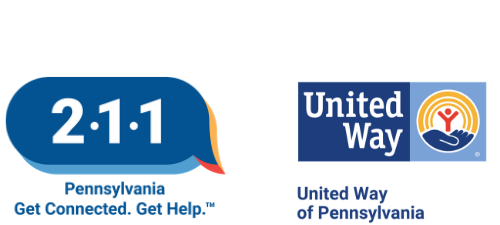 2·1·1
Pennsylvania
Get Connected. Get Help.™
United
Way
®
United Way
of Pennsylvania